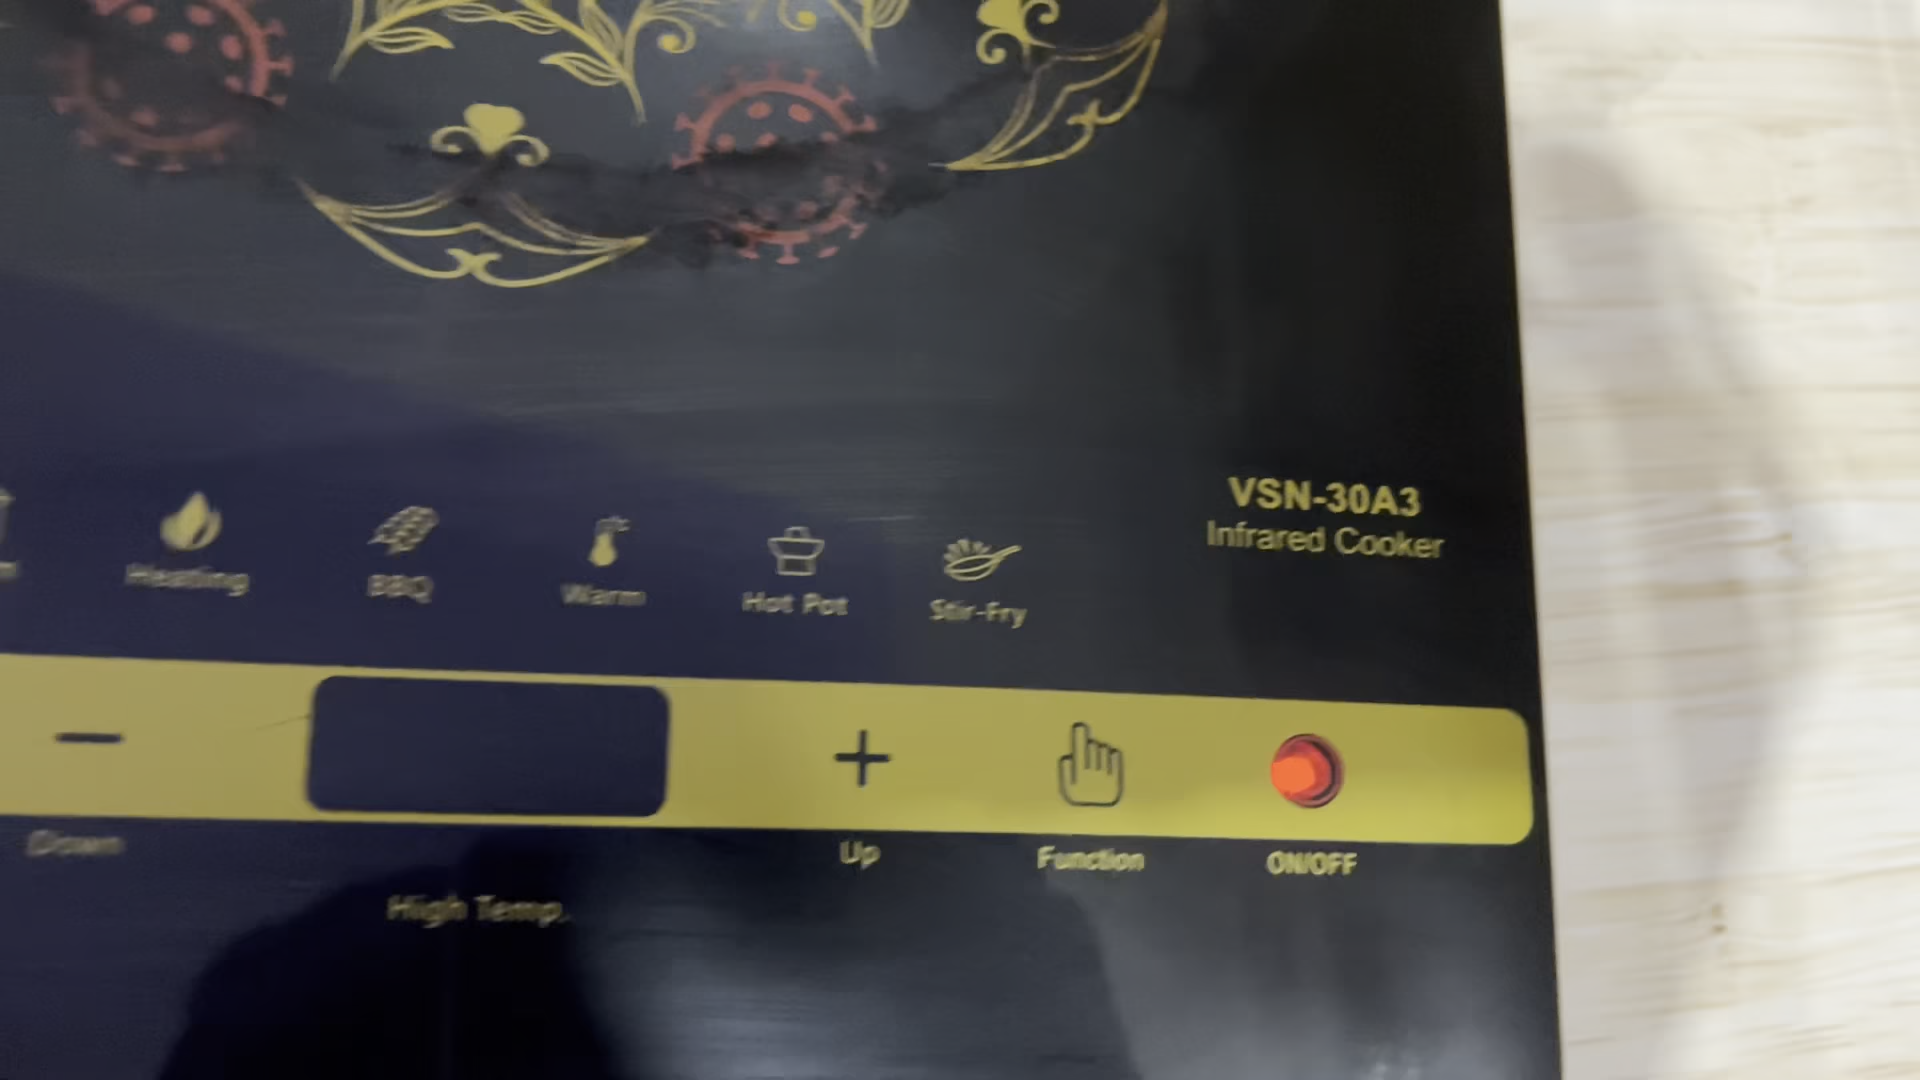 VSN-30A3
Infrared Cooker
Heating
BBQ
Warm
Hot Pot
Stir-Fry
Down
Up
Function
ON/OFF
High Temp.